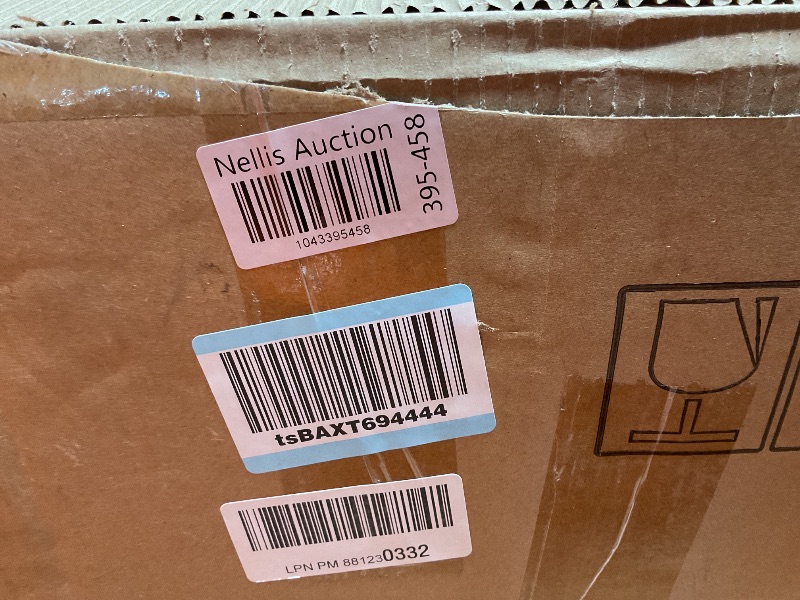 Nellis Auction
395-458
1043395458
tsBAXT694444
LPN PM 881230332